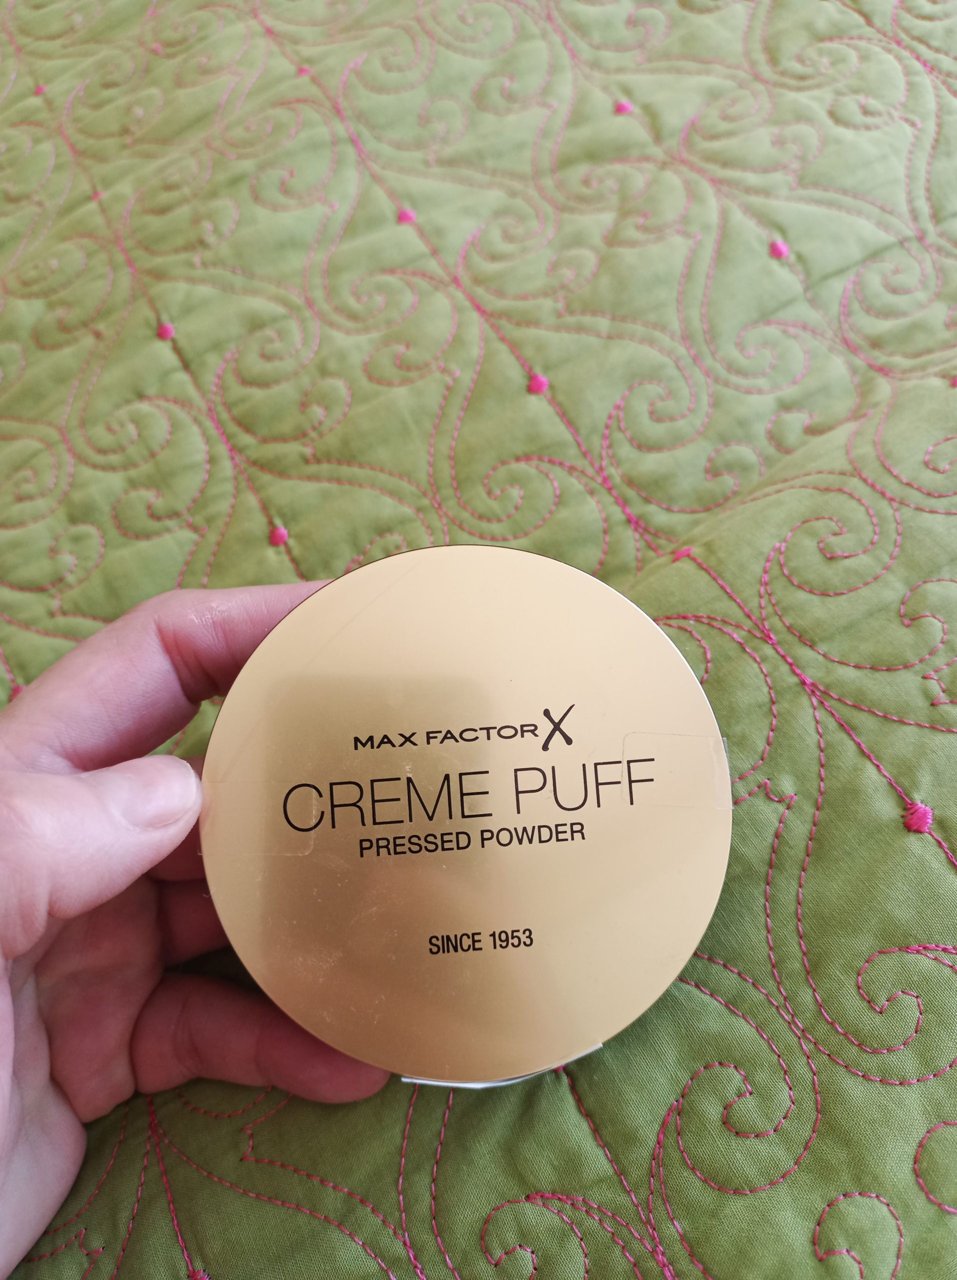 MAX FACTOR X
CREME PUFF
PRESSED POWDER
SINCE 1953